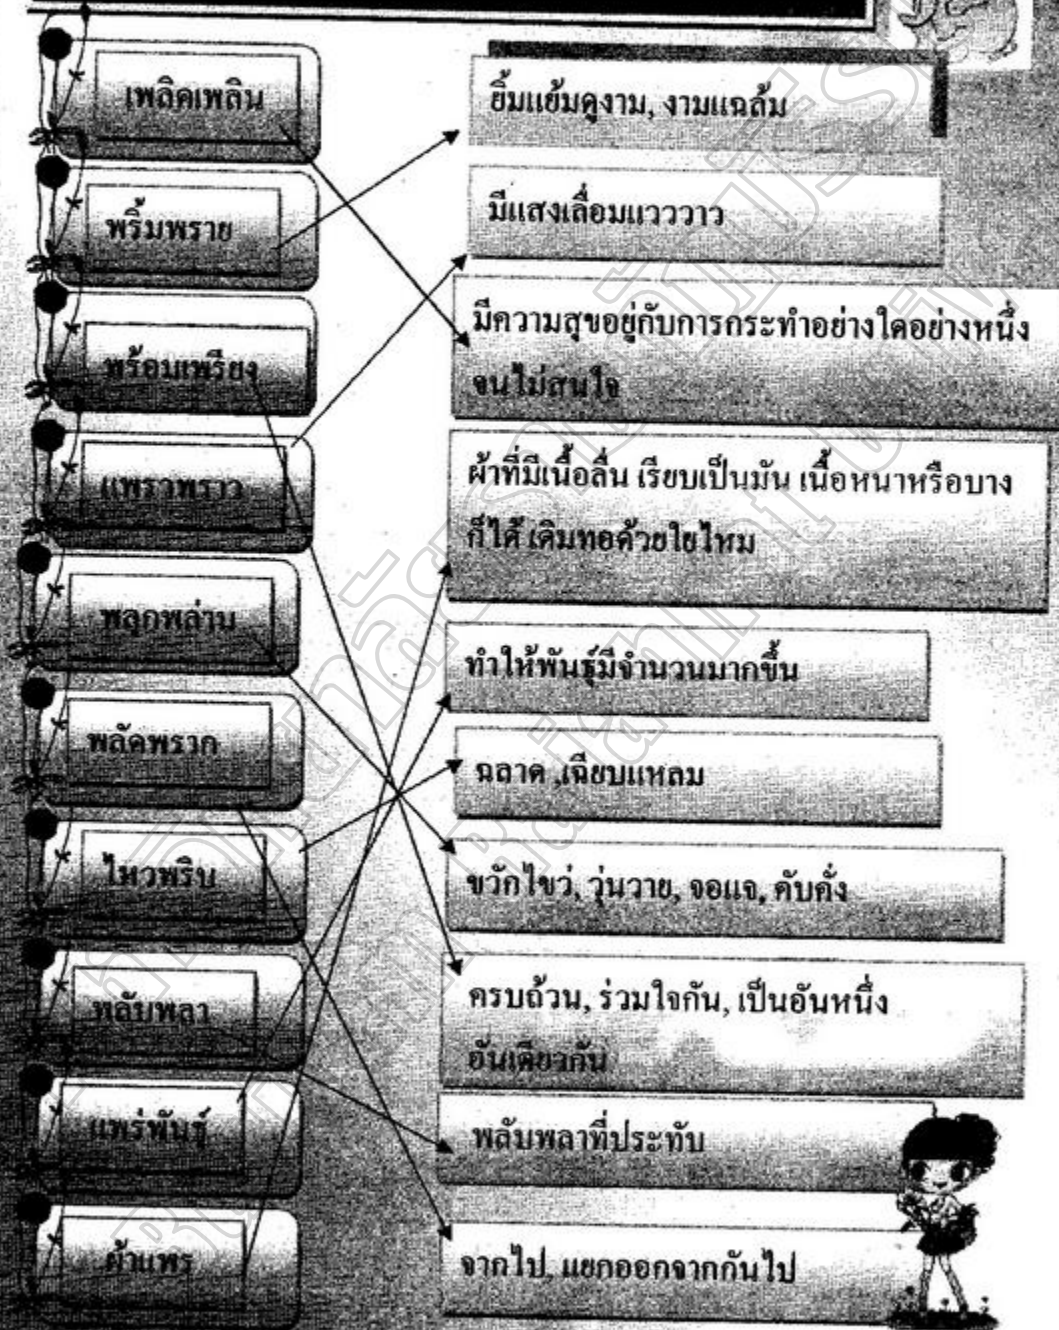 เพลิดเพลิน
พริ้มพราย
พร้อมเพรียง
แพรวพราว
พลุกพล่าน
พลัดพราก
ไหวพริบ
พลับพลา
แพร่พันธุ์
ผ้าแพร
ยิ้มแย้มดูงาม, งามแฉล้ม
มีแสงเลื่อมแวววาว
มีความสุขอยู่กับการกระทำอย่างใดอย่างหนึ่ง
จนไม่สนใจ
ผ้าที่มีเนื้อลื่น เรียบเป็นมัน เนื้อหนาหรือบาง
ก็ได้ เดิมทอด้วยใยไหม
ทำให้พันธุ์มีจำนวนมากขึ้น
ฉลาด ,เฉียบแหลม
ขวักไขว่, วุ่นวาย, จอแจ, คับคั่ง
ครบถ้วน, ร่วมใจกัน, เป็นอันหนึ่ง
อันเดียวกัน
พลับพลาที่ประทับ
จากไป, แยกออกจากกันไป